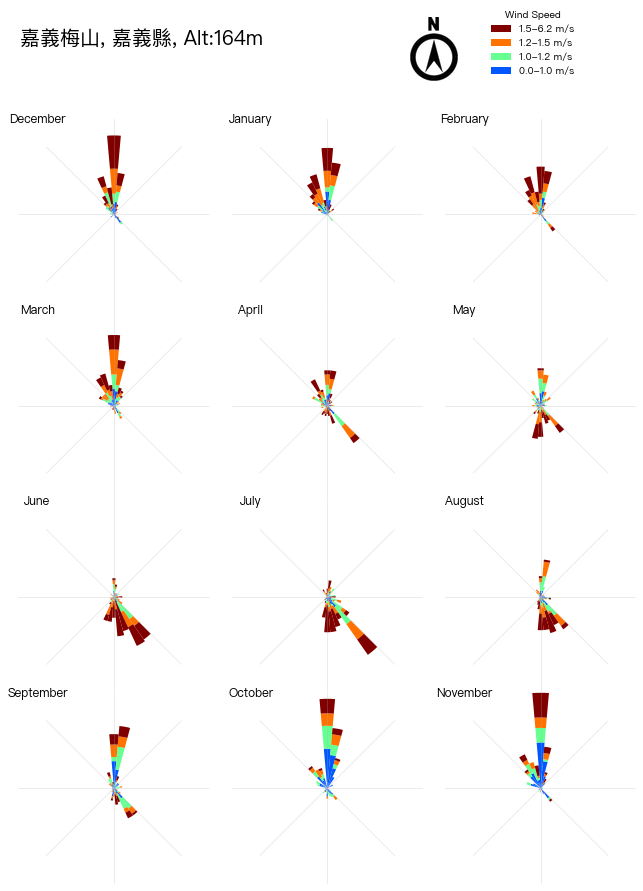 嘉義梅山, 嘉義縣, Alt:164m
N
Wind Speed
1.5–6.2 m/s
1.2–1.5 m/s
1.0–1.2 m/s
0.0–1.0 m/s
December
January
February
March
April
May
June
July
August
September
October
November